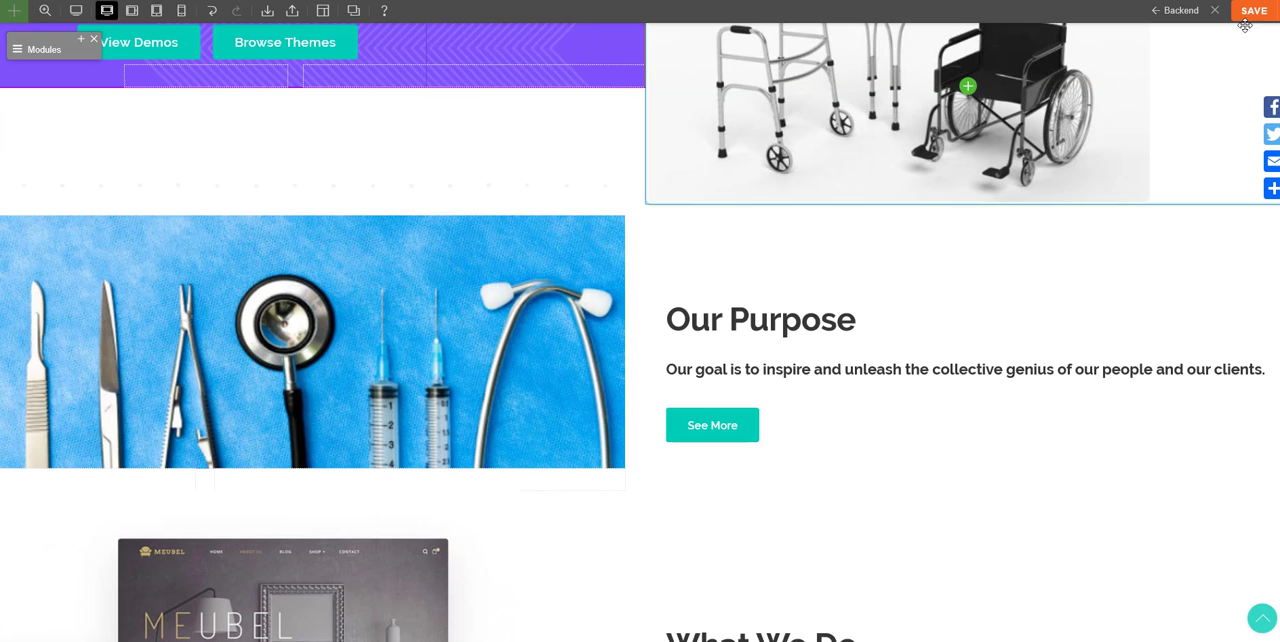 Backend
SAVE
Modules
View Demos
Browse Themes
Our Purpose
Our goal is to inspire and unleash the collective genius of our people and our clients.
See More
MEUBEL
HOME
ABOUT US
BLOG
SHOP
CONTACT
MEUBEL
What We Do